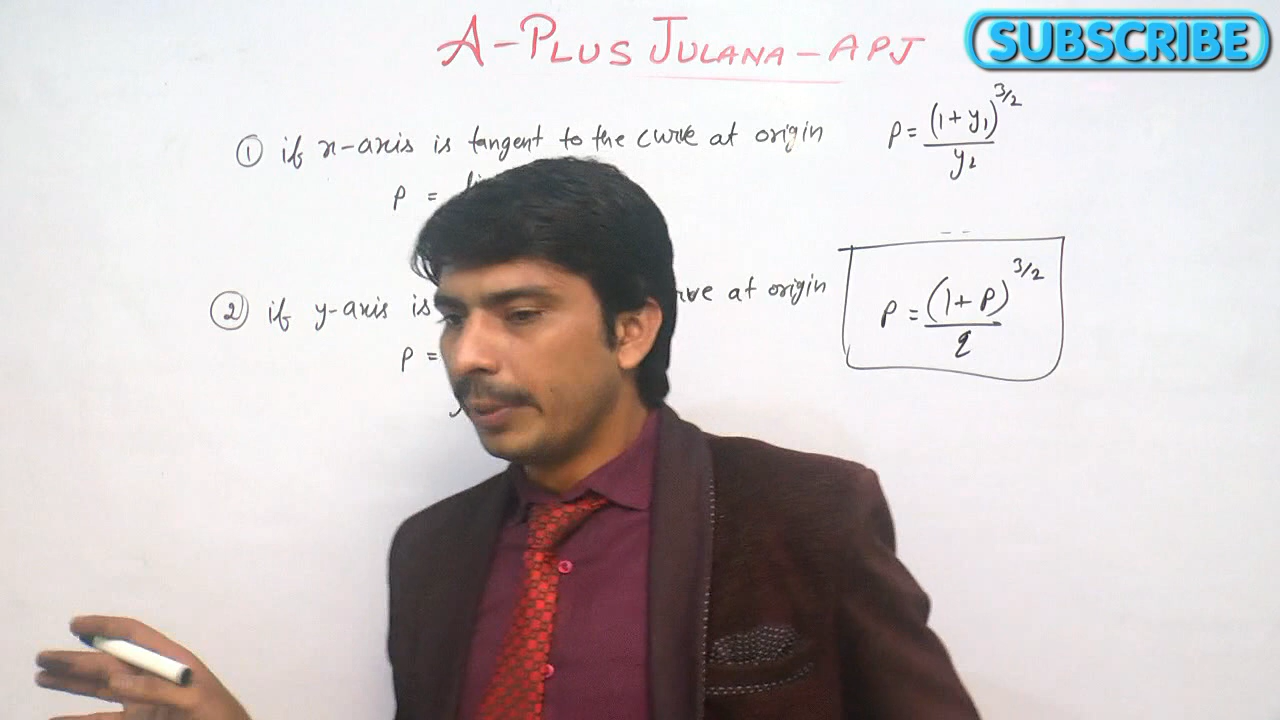 A-PLUS JULANA-APJ
SUBSCRIBE
① if x-axis is tangent to the curve at origin
ρ =
ρ = (1+y₁)^3/2 / y₂
② if y-axis is
at origin
ρ =
ρ = (1+p)^3/2 / q